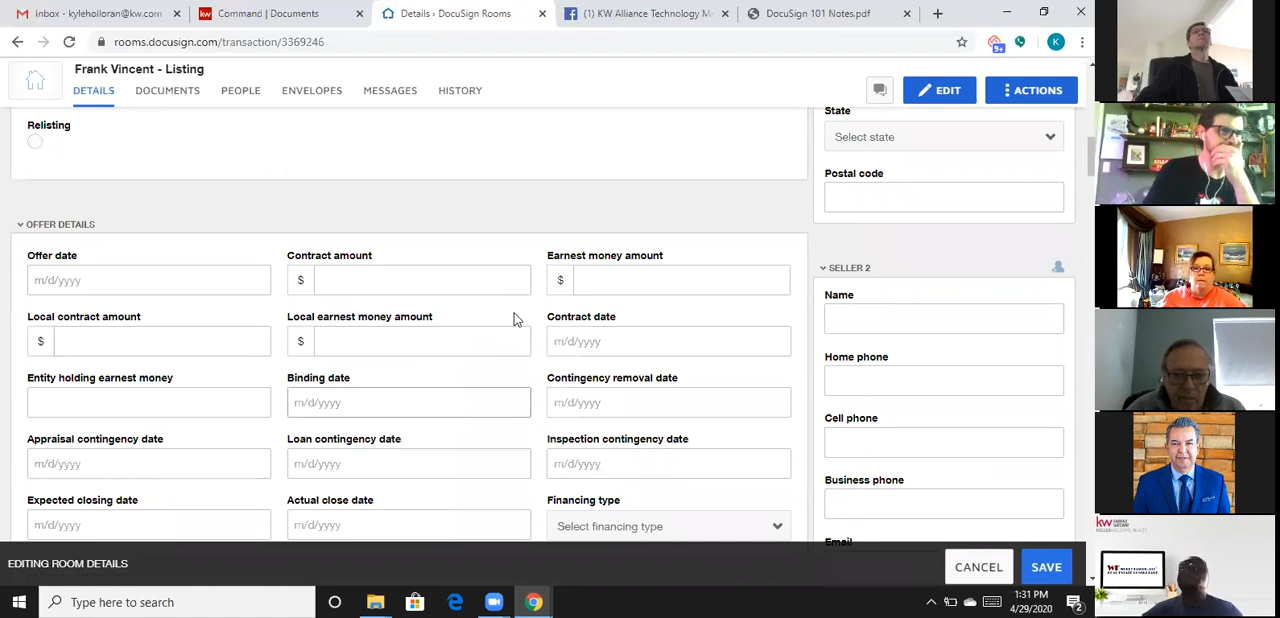 Inbox - kyleholloran@kw.com
Command | Documents
Details › DocuSign Rooms
(1) KW Alliance Technology M
DocuSign 101 Notes.pdf
rooms.docusign.com/transaction/3369246
9+
K
Frank Vincent - Listing
DETAILS DOCUMENTS PEOPLE ENVELOPES MESSAGES HISTORY
EDIT
ACTIONS
Relisting
State
Select state
Postal code
OFFER DETAILS
Offer date Contract amount Earnest money amount
m/d/yyyy $ $
Local contract amount Local earnest money amount Contract date
$ $ m/d/yyyy
Entity holding earnest money Binding date Contingency removal date
m/d/yyyy m/d/yyyy
Appraisal contingency date Loan contingency date Inspection contingency date
m/d/yyyy m/d/yyyy m/d/yyyy
Expected closing date Actual close date Financing type
m/d/yyyy m/d/yyyy Select financing type
SELLER 2
Name
Home phone
Cell phone
Business phone
Email
EDITING ROOM DETAILS
CANCEL
SAVE
Type here to search
1:31 PM
4/29/2020
2
kw
KELLER WILLIAMS REALTY